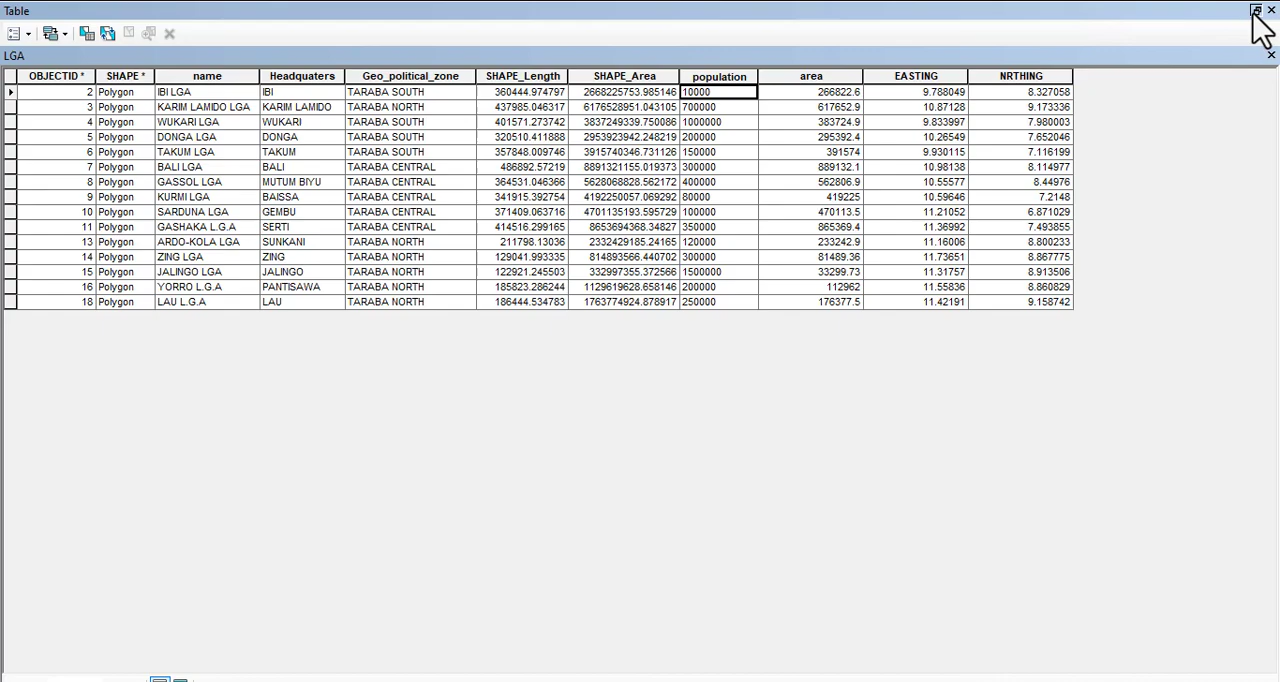 Table
LGA
OBJECTID * SHAPE * name Headquaters Geo_political_zone SHAPE_Length SHAPE_Area population area EASTING NRTHING
2 Polygon IBI LGA IBI TARABA SOUTH 360444.974797 2668225753.985146 10000 266822.6 9.788049 8.327058
3 Polygon KARIM LAMIDO LGA KARIM LAMIDO TARABA NORTH 437985.046317 6176528951.043105 700000 617652.9 10.87128 9.173336
4 Polygon WUKARI LGA WUKARI TARABA SOUTH 401571.273742 3837249339.750086 1000000 383724.9 9.833997 7.980003
5 Polygon DONGA LGA DONGA TARABA SOUTH 320510.411888 2953923942.248219 200000 295392.4 10.26549 7.652046
6 Polygon TAKUM LGA TAKUM TARABA SOUTH 357848.009746 3915740346.731126 150000 391574 9.930115 7.116199
7 Polygon BALI LGA BALI TARABA CENTRAL 486892.57219 8891321155.019373 300000 889132.1 10.98138 8.114977
8 Polygon GASSOL LGA MUTUM BIYU TARABA CENTRAL 364531.046366 5628068828.562172 400000 562806.9 10.55577 8.44976
9 Polygon KURMI LGA BAISSA TARABA CENTRAL 341915.392754 4192250057.069292 80000 419225 10.59646 7.2148
10 Polygon SARDUNA LGA GEMBU TARABA CENTRAL 371409.063716 4701135193.595729 100000 470113.5 11.21052 6.871029
11 Polygon GASHAKA L.G.A SERTI TARABA CENTRAL 414516.299165 8653694368.34827 350000 865369.4 11.36992 7.493855
13 Polygon ARDO-KOLA LGA SUNKANI TARABA NORTH 211798.13036 2332429185.24165 120000 233242.9 11.16006 8.800233
14 Polygon ZING LGA ZING TARABA NORTH 129041.993335 814893566.440702 300000 81489.36 11.73651 8.867775
15 Polygon JALINGO LGA JALINGO TARABA NORTH 122921.245503 332997355.372566 1500000 33299.73 11.31757 8.913506
16 Polygon YORRO L.G.A PANTISAWA TARABA NORTH 185823.286244 1129619628.658146 200000 112962 11.55836 8.860829
18 Polygon LAU L.G.A LAU TARABA NORTH 186444.534783 1763774924.878917 250000 176377.5 11.42191 9.158742